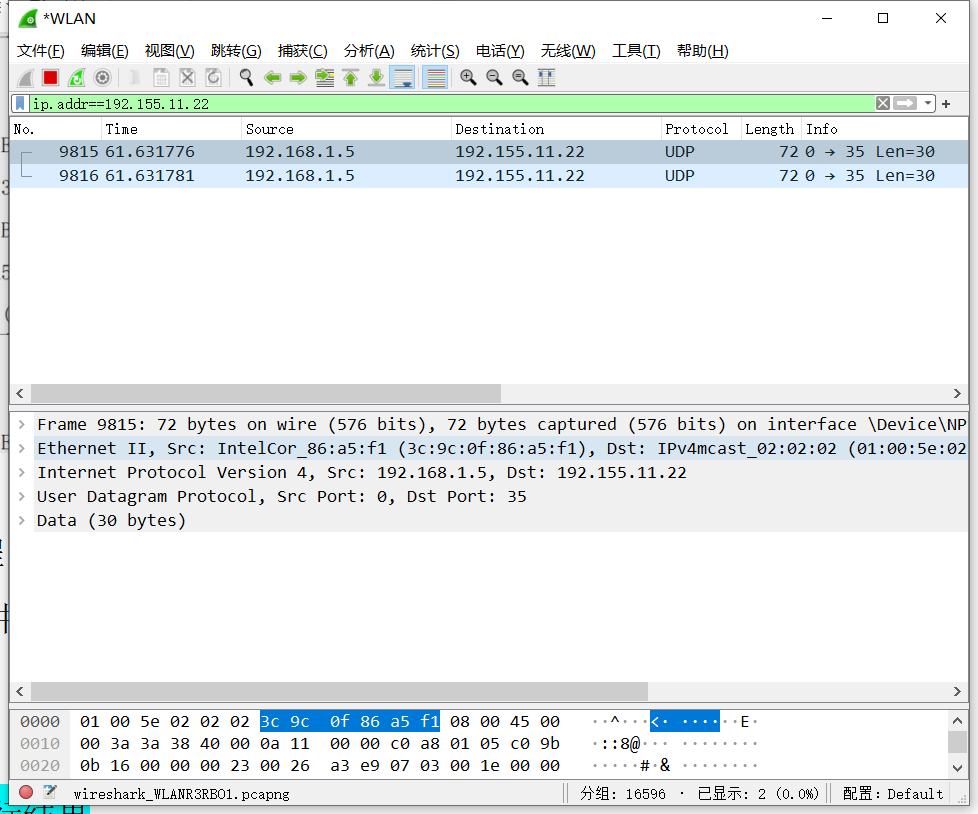 *WLAN
文件(F) 编辑(E) 视图(V) 跳转(G) 捕获(C) 分析(A) 统计(S) 电话(Y) 无线(W) 工具(T) 帮助(H)
ip.addr==192.155.11.22
No. Time Source Destination Protocol Length Info
9815 61.631776 192.168.1.5 192.155.11.22 UDP 72 0 → 35 Len=30
9816 61.631781 192.168.1.5 192.155.11.22 UDP 72 0 → 35 Len=30
Frame 9815: 72 bytes on wire (576 bits), 72 bytes captured (576 bits) on interface \Device\NP
Ethernet II, Src: IntelCor_86:a5:f1 (3c:9c:0f:86:a5:f1), Dst: IPv4mcast_02:02:02 (01:00:5e:02
Internet Protocol Version 4, Src: 192.168.1.5, Dst: 192.155.11.22
User Datagram Protocol, Src Port: 0, Dst Port: 35
Data (30 bytes)
0000 01 00 5e 02 02 02 3c 9c 0f 86 a5 f1 08 00 45 00 ··^···<· ······E·
0010 00 3a 3a 38 40 00 0a 11 00 00 c0 a8 01 05 c0 9b ·::8@··· ········
0020 0b 16 00 00 00 23 00 26 a3 e9 07 03 00 1e 00 00 ·····#·& ········
wireshark_WLANR3RBO1.pcapng 分组: 16596 · 已显示: 2 (0.0%) 配置: Default